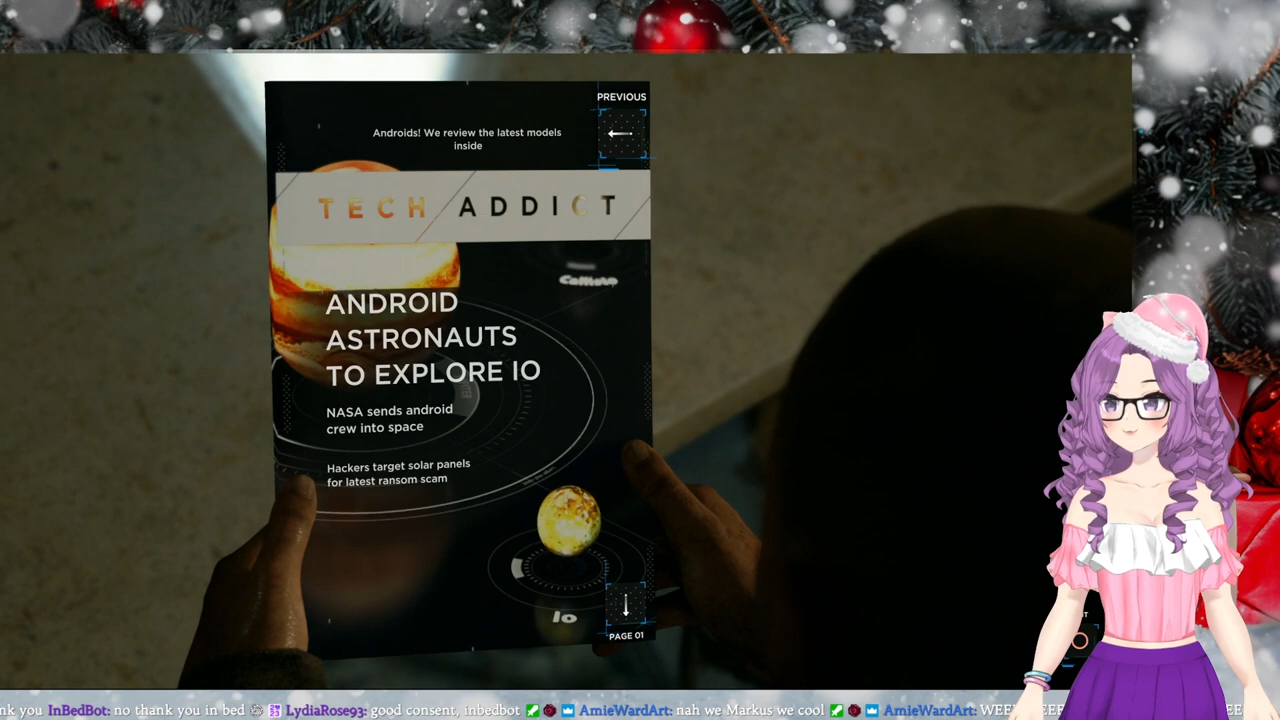 PREVIOUS
Androids! We review the latest models
inside
TECH ADDICT
Callisto
ANDROID
ASTRONAUTS
TO EXPLORE IO
NASA sends android
crew into space
Hackers target solar panels
for latest ransom scam
Io
PAGE 01
nk you InBedBot: no thank you in bed LydiaRose93: good consent, inbedbot AmieWardArt: nah we Markus we cool AmieWardArt: